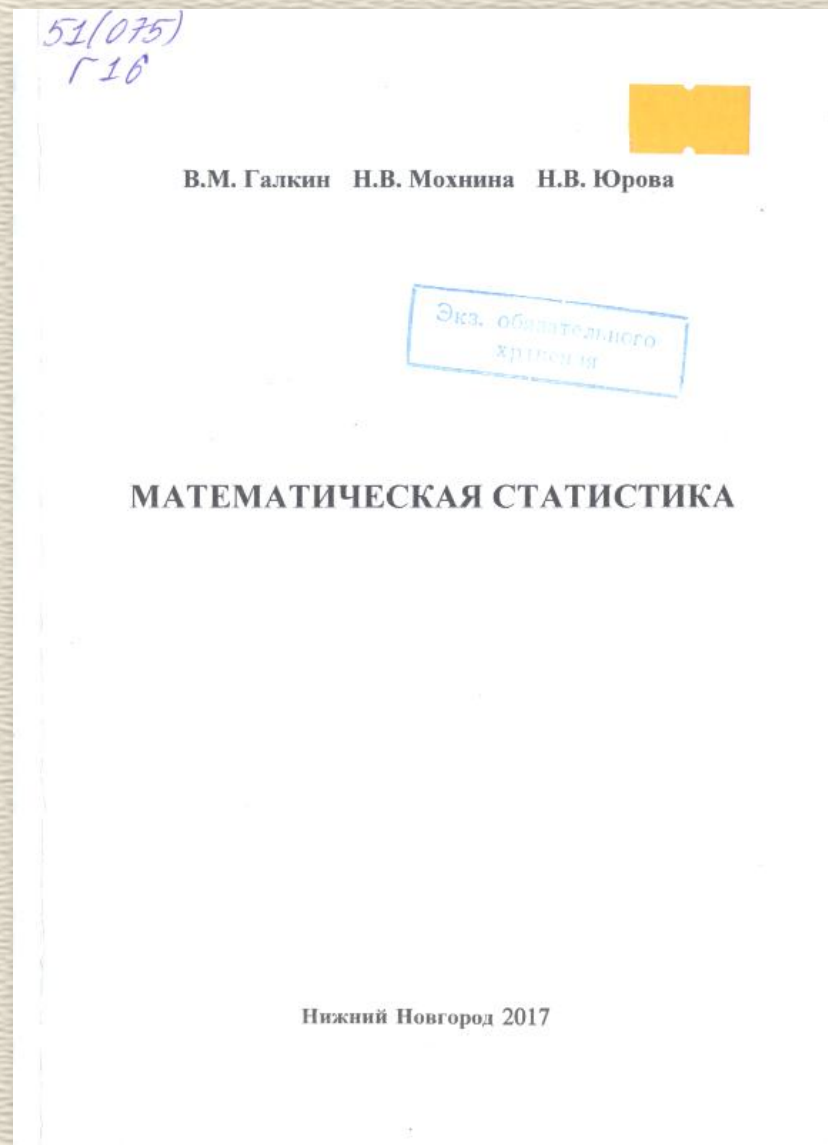 51(075)
Г16
В.М. Галкин Н.В. Мохнина Н.В. Юрова
Экз. обязательного
хранения
МАТЕМАТИЧЕСКАЯ СТАТИСТИКА
Нижний Новгород 2017